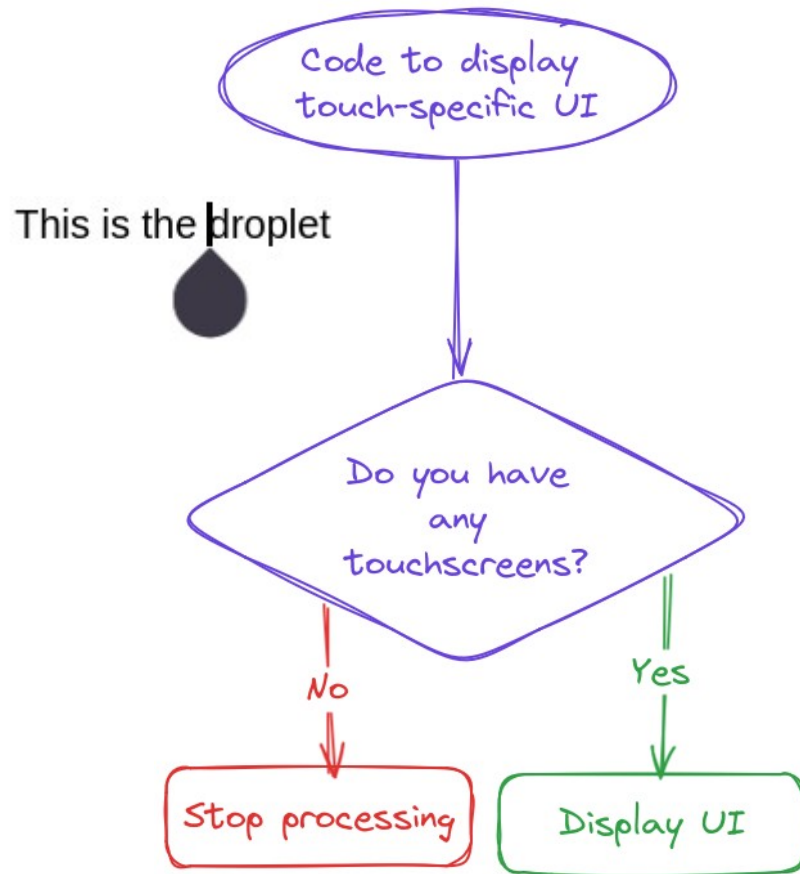 Code to display
touch-specific UI
This is the droplet
Do you have
any
touchscreens?
No
Yes
Stop processing
Display UI